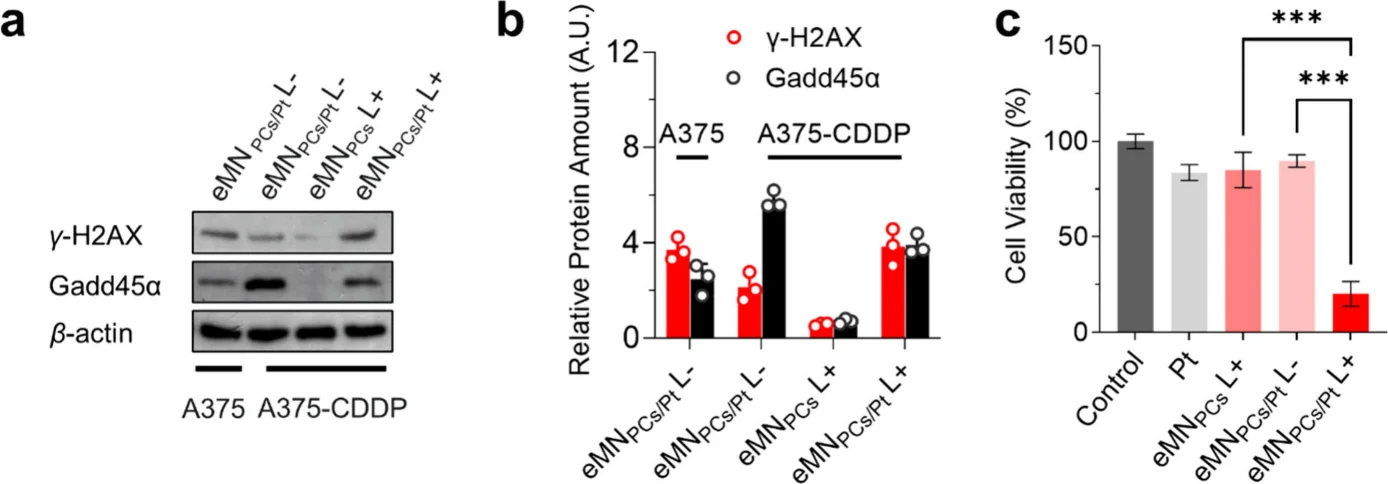 a
eMNPCs/Pt L-
eMNPCs/Pt L-
eMNPCs L+
eMNPCs/Pt L+
γ-H2AX
Gadd45α
β-actin
A375 A375-CDDP
b
Relative Protein Amount (A.U.)
12
8
4
0
γ-H2AX
Gadd45α
A375 A375-CDDP
eMNPCs/Pt L-
eMNPCs/Pt L-
eMNPCs L+
eMNPCs/Pt L+
c
Cell Viability (%)
150
100
50
0
***
***
Control
Pt
eMNPCs L+
eMNPCs/Pt L-
eMNPCs/Pt L+